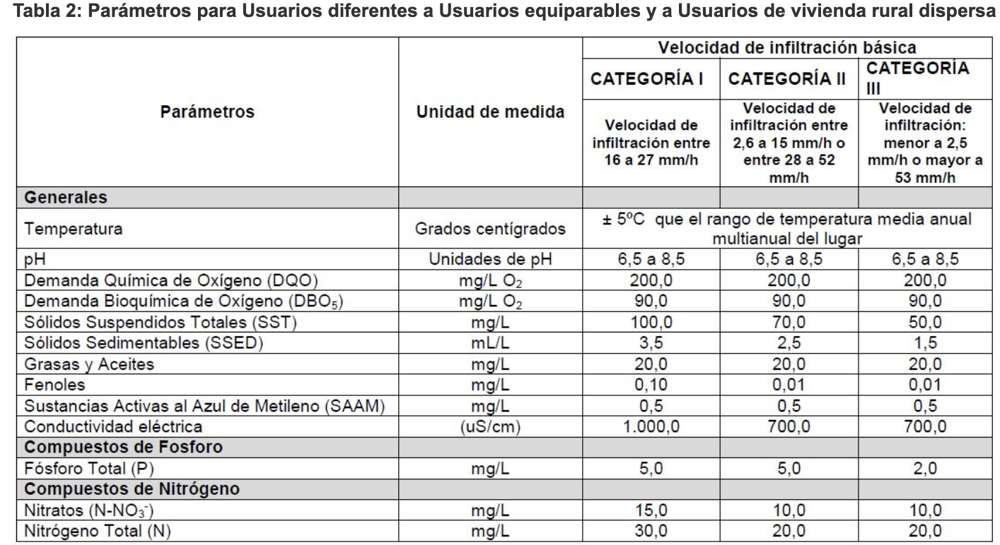 Tabla 2: Parámetros para Usuarios diferentes a Usuarios equiparables y a Usuarios de vivienda rural dispersa
Parámetros
Unidad de medida
Velocidad de infiltración básica
CATEGORÍA I
CATEGORÍA II
CATEGORÍA
III
Velocidad de
infiltración entre
16 a 27 mm/h
Velocidad de
infiltración entre
2,6 a 15 mm/h o
entre 28 a 52
mm/h
Velocidad de
infiltración:
menor a 2,5
mm/h o mayor a
53 mm/h
Generales
Temperatura Grados centígrados ± 5ºC que el rango de temperatura media anual
multianual del lugar
pH Unidades de pH 6,5 a 8,5 6,5 a 8,5 6,5 a 8,5
Demanda Química de Oxígeno (DQO) mg/L O₂ 200,0 200,0 200,0
Demanda Bioquímica de Oxígeno (DBO₅) mg/L O₂ 90,0 90,0 90,0
Sólidos Suspendidos Totales (SST) mg/L 100,0 70,0 50,0
Sólidos Sedimentables (SSED) mL/L 3,5 2,5 1,5
Grasas y Aceites mg/L 20,0 20,0 20,0
Fenoles mg/L 0,10 0,01 0,01
Sustancias Activas al Azul de Metileno (SAAM) mg/L 0,5 0,5 0,5
Conductividad eléctrica (uS/cm) 1.000,0 700,0 700,0
Compuestos de Fosforo
Fósforo Total (P) mg/L 5,0 5,0 2,0
Compuestos de Nitrógeno
Nitratos (N-NO₃⁻) mg/L 15,0 10,0 10,0
Nitrógeno Total (N) mg/L 30,0 20,0 20,0